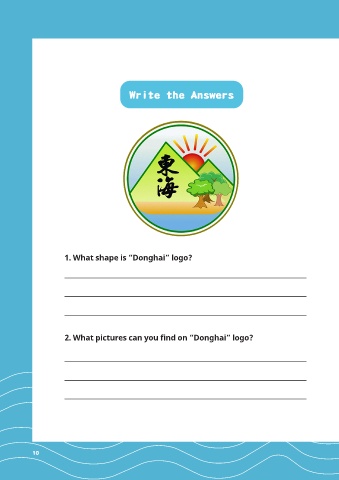 Write the Answers
東
海
1. What shape is "Donghai" logo?
2. What pictures can you find on "Donghai" logo?
10